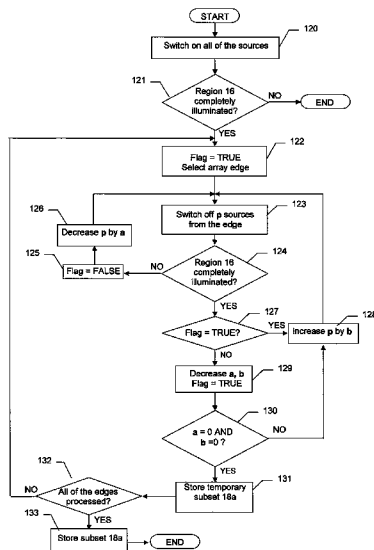 START
120
Switch on all of the sources
121
Region 16
completely
illuminated?
NO
END
YES
122
Flag = TRUE
Select array edge
126
123
Decrease p by a
Switch off p sources
from the edge
124
125
Flag = FALSE
NO
Region 16
completely
illuminated?
YES
127
128
Flag = TRUE?
YES
Increase p by b
NO
129
Decrease a, b
Flag = TRUE
130
a = 0 AND
b =0 ?
NO
YES
132
131
NO
All of the edges
processed?
Store temporary
subset 18a
133
YES
Store subset 18a
END